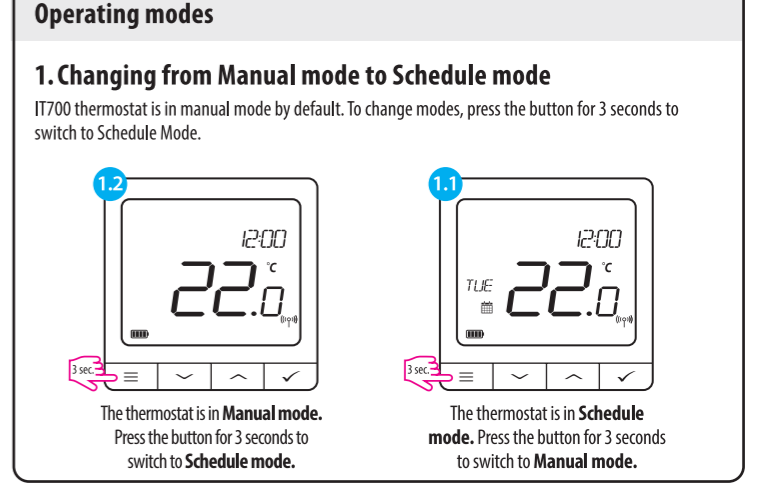 Operating modes
1. Changing from Manual mode to Schedule mode
IT700 thermostat is in manual mode by default. To change modes, press the button for 3 seconds to
switch to Schedule Mode.
1.2
12:00
22.0 °C
3 sec.
The thermostat is in Manual mode.
Press the button for 3 seconds to
switch to Schedule mode.
1.1
12:00
TUE
22.0 °C
3 sec.
The thermostat is in Schedule
mode. Press the button for 3 seconds
to switch to Manual mode.